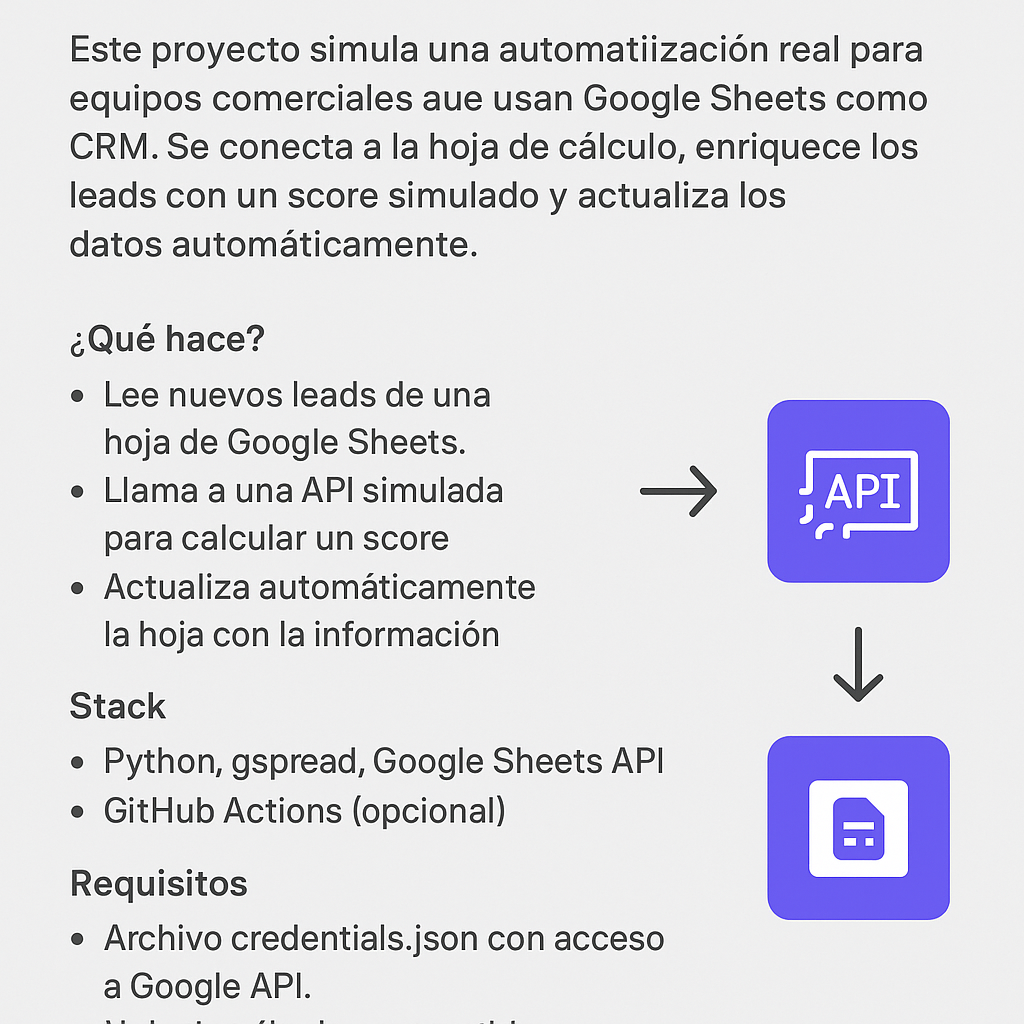 Este proyecto simula una automatiización real para
equipos comerciales aue usan Google Sheets como
CRM. Se conecta a la hoja de cálculo, enriquece los
leads con un score simulado y actualiza los
datos automáticamente.
¿Qué hace?
• Lee nuevos leads de una
hoja de Google Sheets.
• Llama a una API simulada
para calcular un score
• Actualiza automáticamente
la hoja con la información
API
Stack
• Python, gspread, Google Sheets API
• GitHub Actions (opcional)
Requisitos
• Archivo credentials.json con acceso
a Google API.